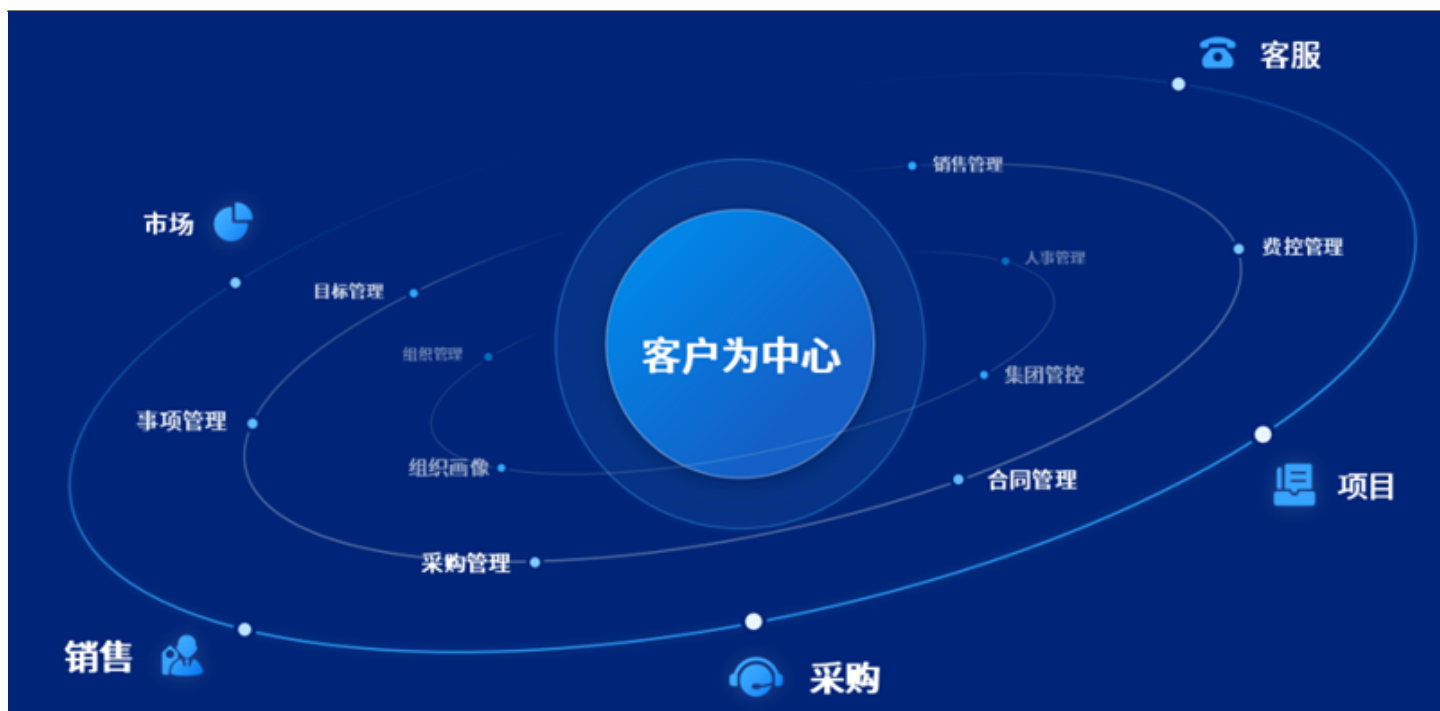 客服
销售管理
市场
费控管理
人事管理
目标管理
客户为中心
组织管理
集团管控
事项管理
组织画像
合同管理
项目
采购管理
销售
采购